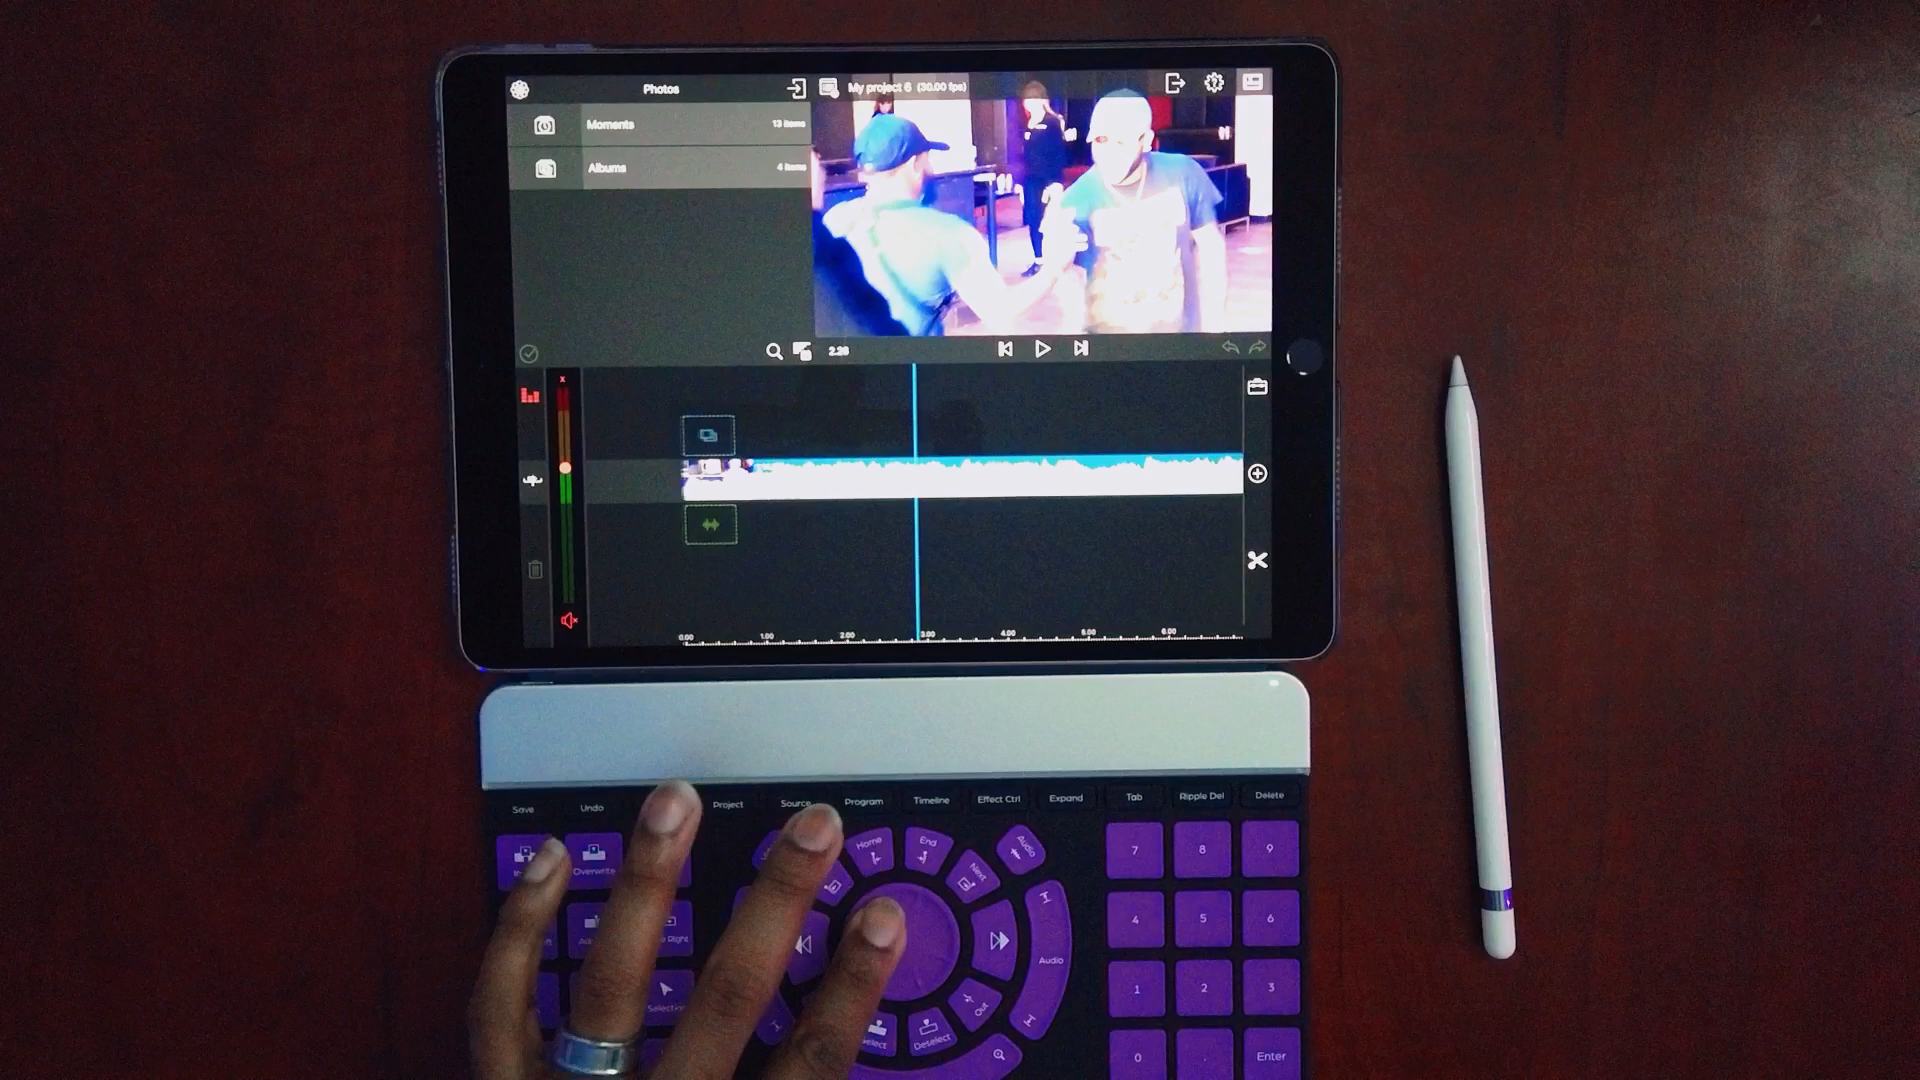 Photos
My project 6 (30.00 fps)
Moments
13 items
Albums
4 items
x
0.00 1.00 2.00 3.00 4.00 5.00 6.00
Save Undo Project Source Program Timeline Effect Ctrl Expand Tab Ripple Del Delete
Overwrite
Home
End
Next
Audio
7 8 9
Right
4 5 6
Audio
Selection
Out
1 2 3
Deselect
0 . Enter